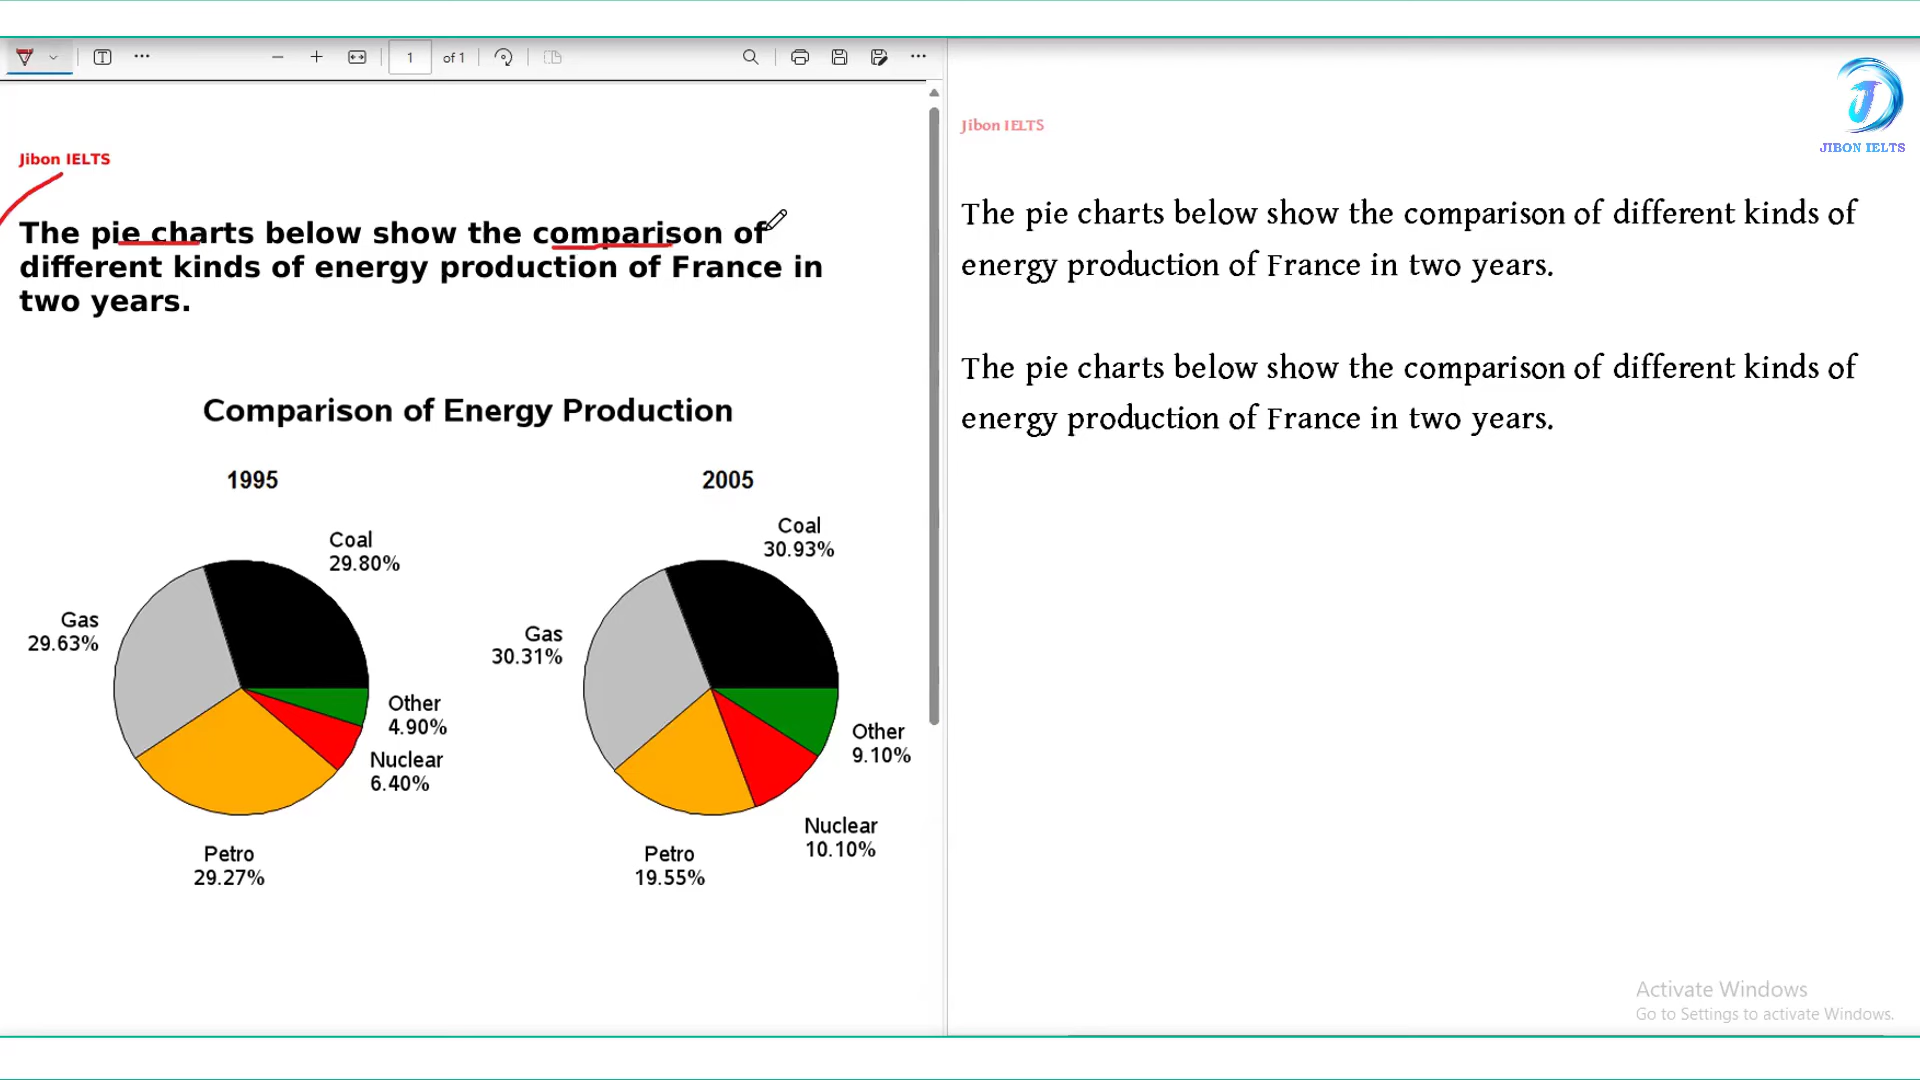 1 of 1
Jibon IELTS
The pie charts below show the comparison of
different kinds of energy production of France in
two years.
Comparison of Energy Production
1995
2005
Coal
29.80%
Gas
29.63%
Other
4.90%
Nuclear
6.40%
Petro
29.27%
Coal
30.93%
Gas
30.31%
Other
9.10%
Nuclear
10.10%
Petro
19.55%
Jibon IELTS
J
JIBON IELTS
The pie charts below show the comparison of different kinds of
energy production of France in two years.
The pie charts below show the comparison of different kinds of
energy production of France in two years.
Activate Windows
Go to Settings to activate Windows.